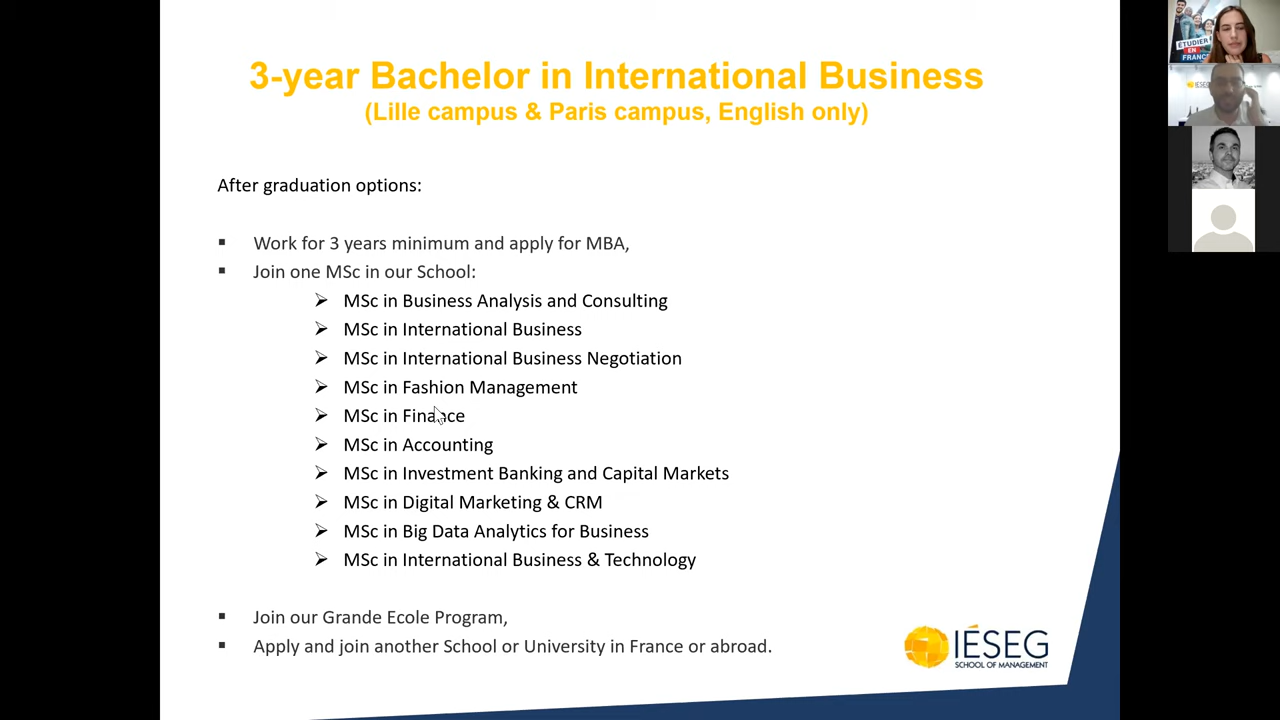 3-year Bachelor in International Business
(Lille campus & Paris campus, English only)
After graduation options:
▪ Work for 3 years minimum and apply for MBA,
▪ Join one MSc in our School:
➢ MSc in Business Analysis and Consulting
➢ MSc in International Business
➢ MSc in International Business Negotiation
➢ MSc in Fashion Management
➢ MSc in Finance
➢ MSc in Accounting
➢ MSc in Investment Banking and Capital Markets
➢ MSc in Digital Marketing & CRM
➢ MSc in Big Data Analytics for Business
➢ MSc in International Business & Technology
▪ Join our Grande Ecole Program,
▪ Apply and join another School or University in France or abroad.
IÉSEG
SCHOOL OF MANAGEMENT
ÉTUDIER
EN
FRANCE
IÉSEG